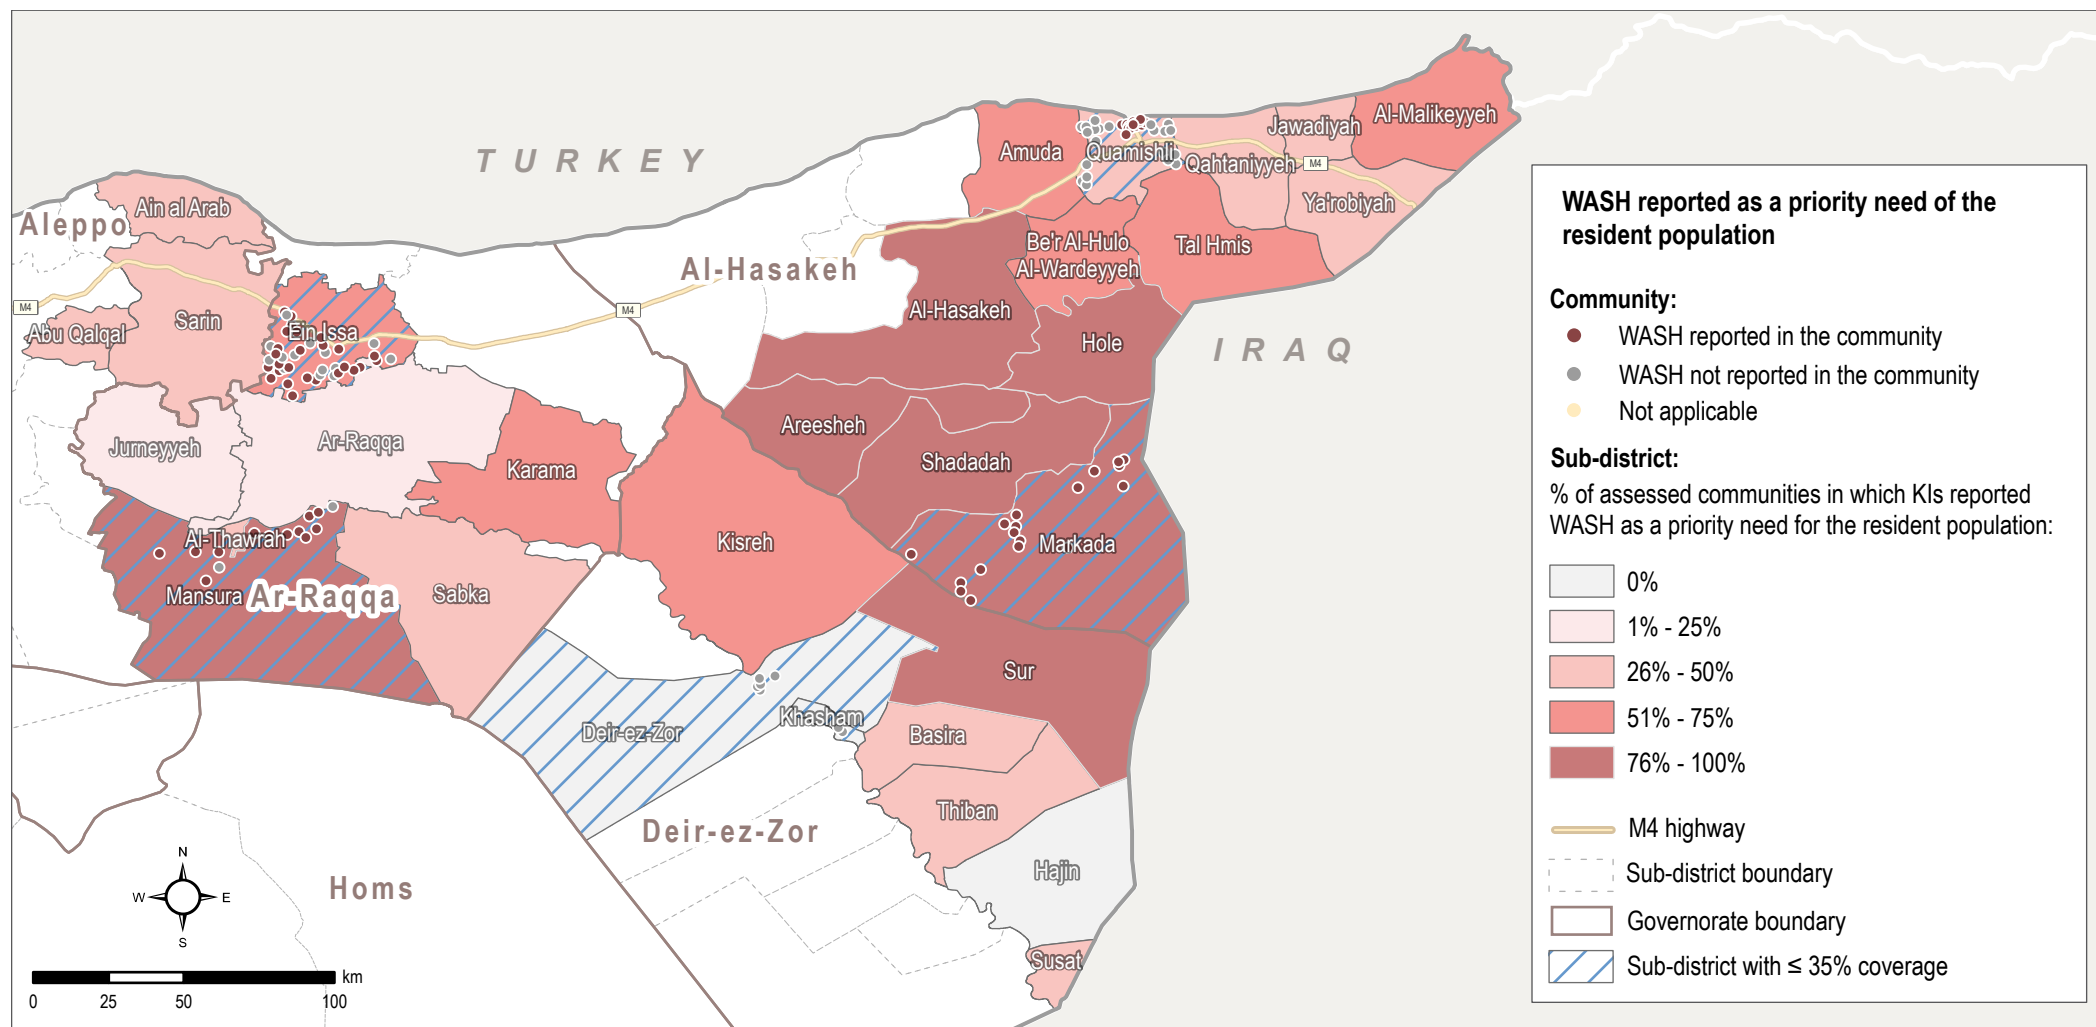 TURKEY
IRAQ
Aleppo
Al-Hasakeh
Ar-Raqqa
Deir-ez-Zor
Homs
Ain al Arab
Sarin
Abu Qalqal
Ein Issa
Jurneyyeh
Ar-Raqqa
Karama
Al-Thawrah
Mansura
Sabka
Kisreh
Deir-ez-Zor
Khasham
Basira
Thiban
Hajin
Susat
Sur
Markada
Shadadah
Areesheh
Al-Hasakeh
Hole
Be'r Al-Hulo
Al-Wardeyyeh
Tal Hmis
Amuda
Quamishli
Qahtaniyyeh
Jawadiyah
Ya'robiyah
Al-Malikeyyeh
M4
M4
M4
N
W
E
S
km
0
25
50
100
WASH reported as a priority need of the
resident population
Community:
WASH reported in the community
WASH not reported in the community
Not applicable
Sub-district:
% of assessed communities in which KIs reported
WASH as a priority need for the resident population:
0%
1% - 25%
26% - 50%
51% - 75%
76% - 100%
M4 highway
Sub-district boundary
Governorate boundary
Sub-district with ≤ 35% coverage